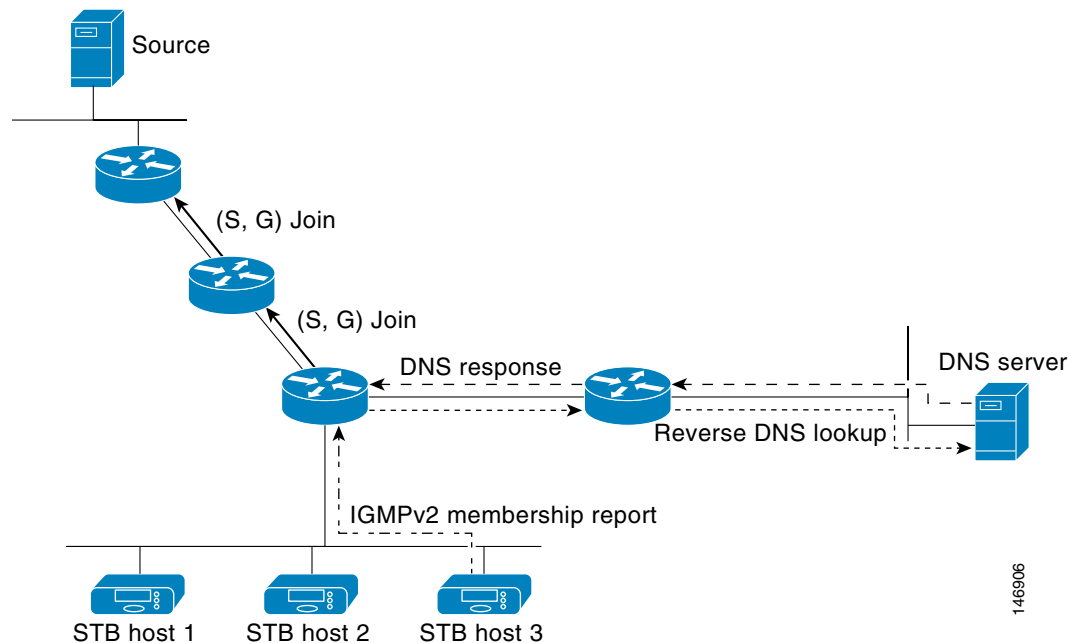 Source
(S, G) Join
(S, G) Join
DNS response
DNS server
Reverse DNS lookup
IGMPv2 membership report
STB host 1
STB host 2
STB host 3
146906